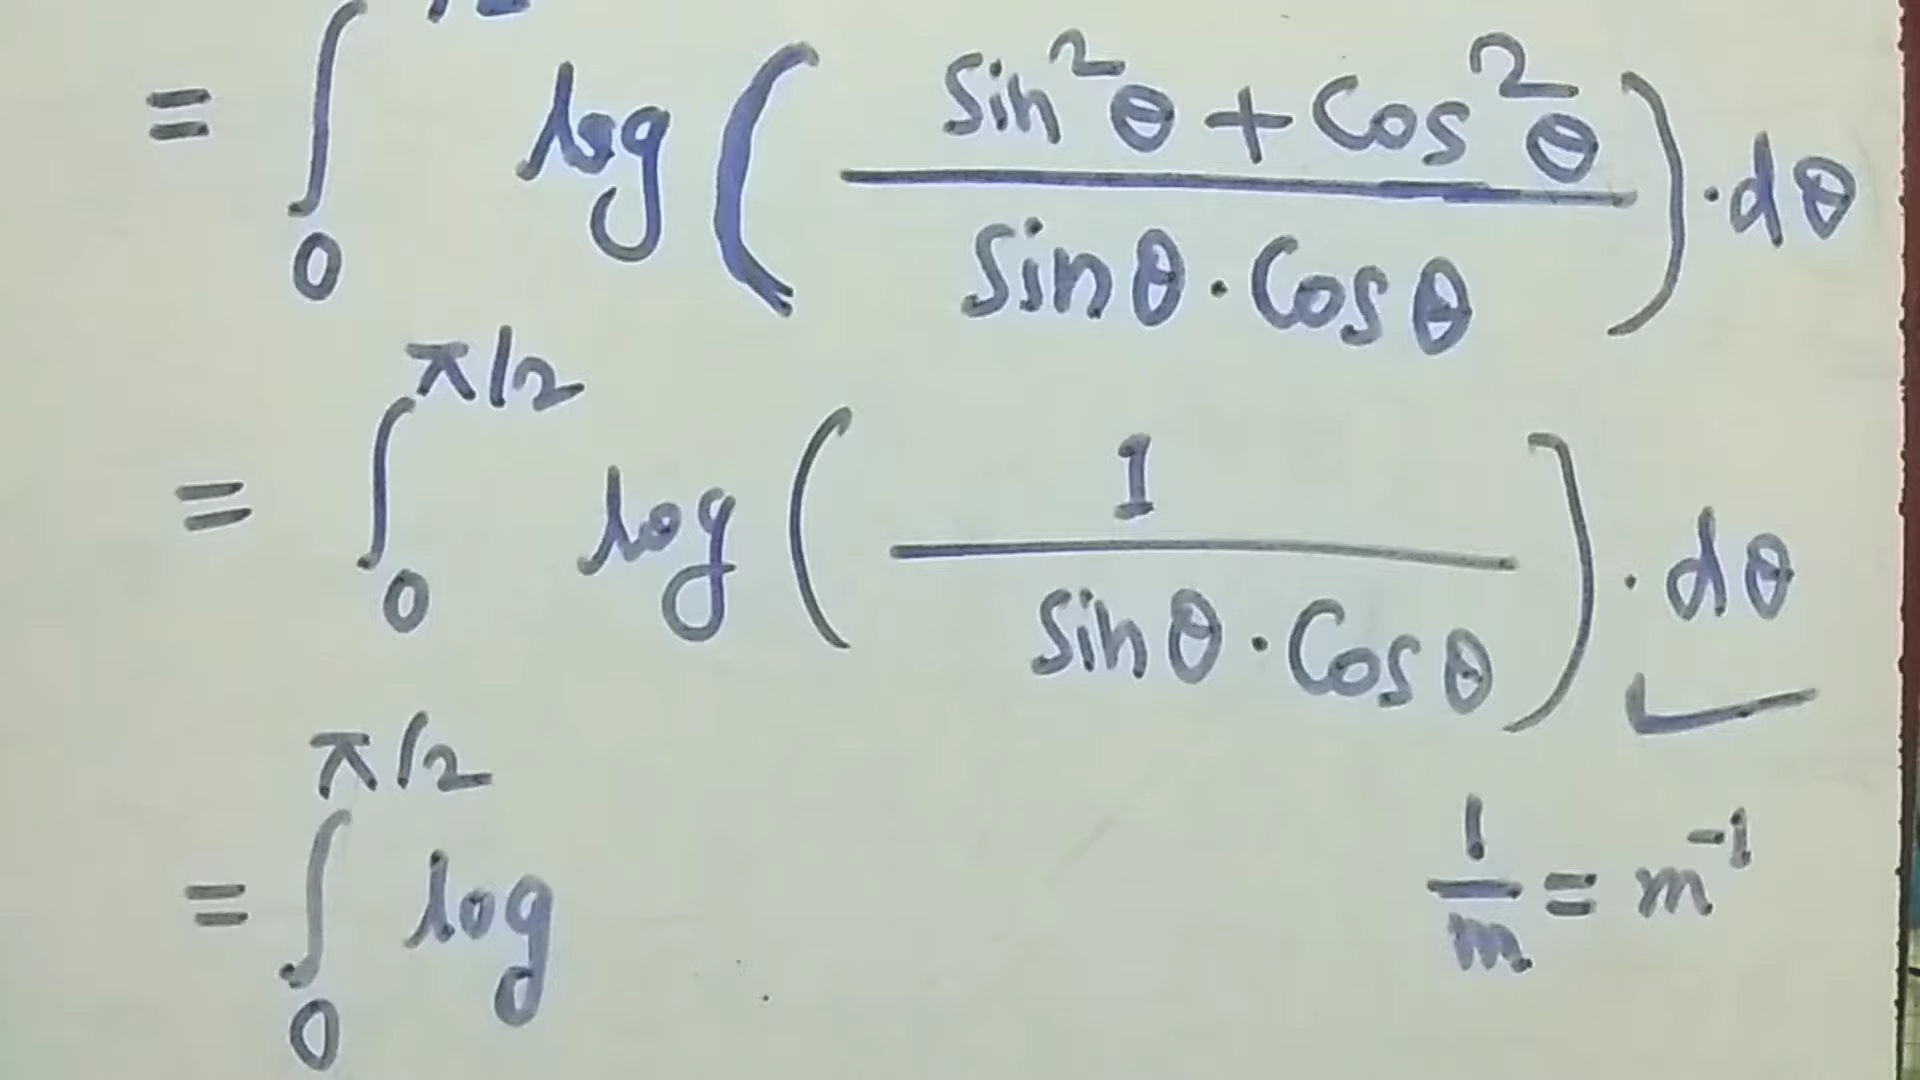 = ∫₀ log( (sin²θ + cos²θ) / (sinθ · cosθ) ) · dθ
= ∫₀^(π/2) log( 1 / (sinθ · cosθ) ) · dθ
= ∫₀^(π/2) log
1/m = m⁻¹